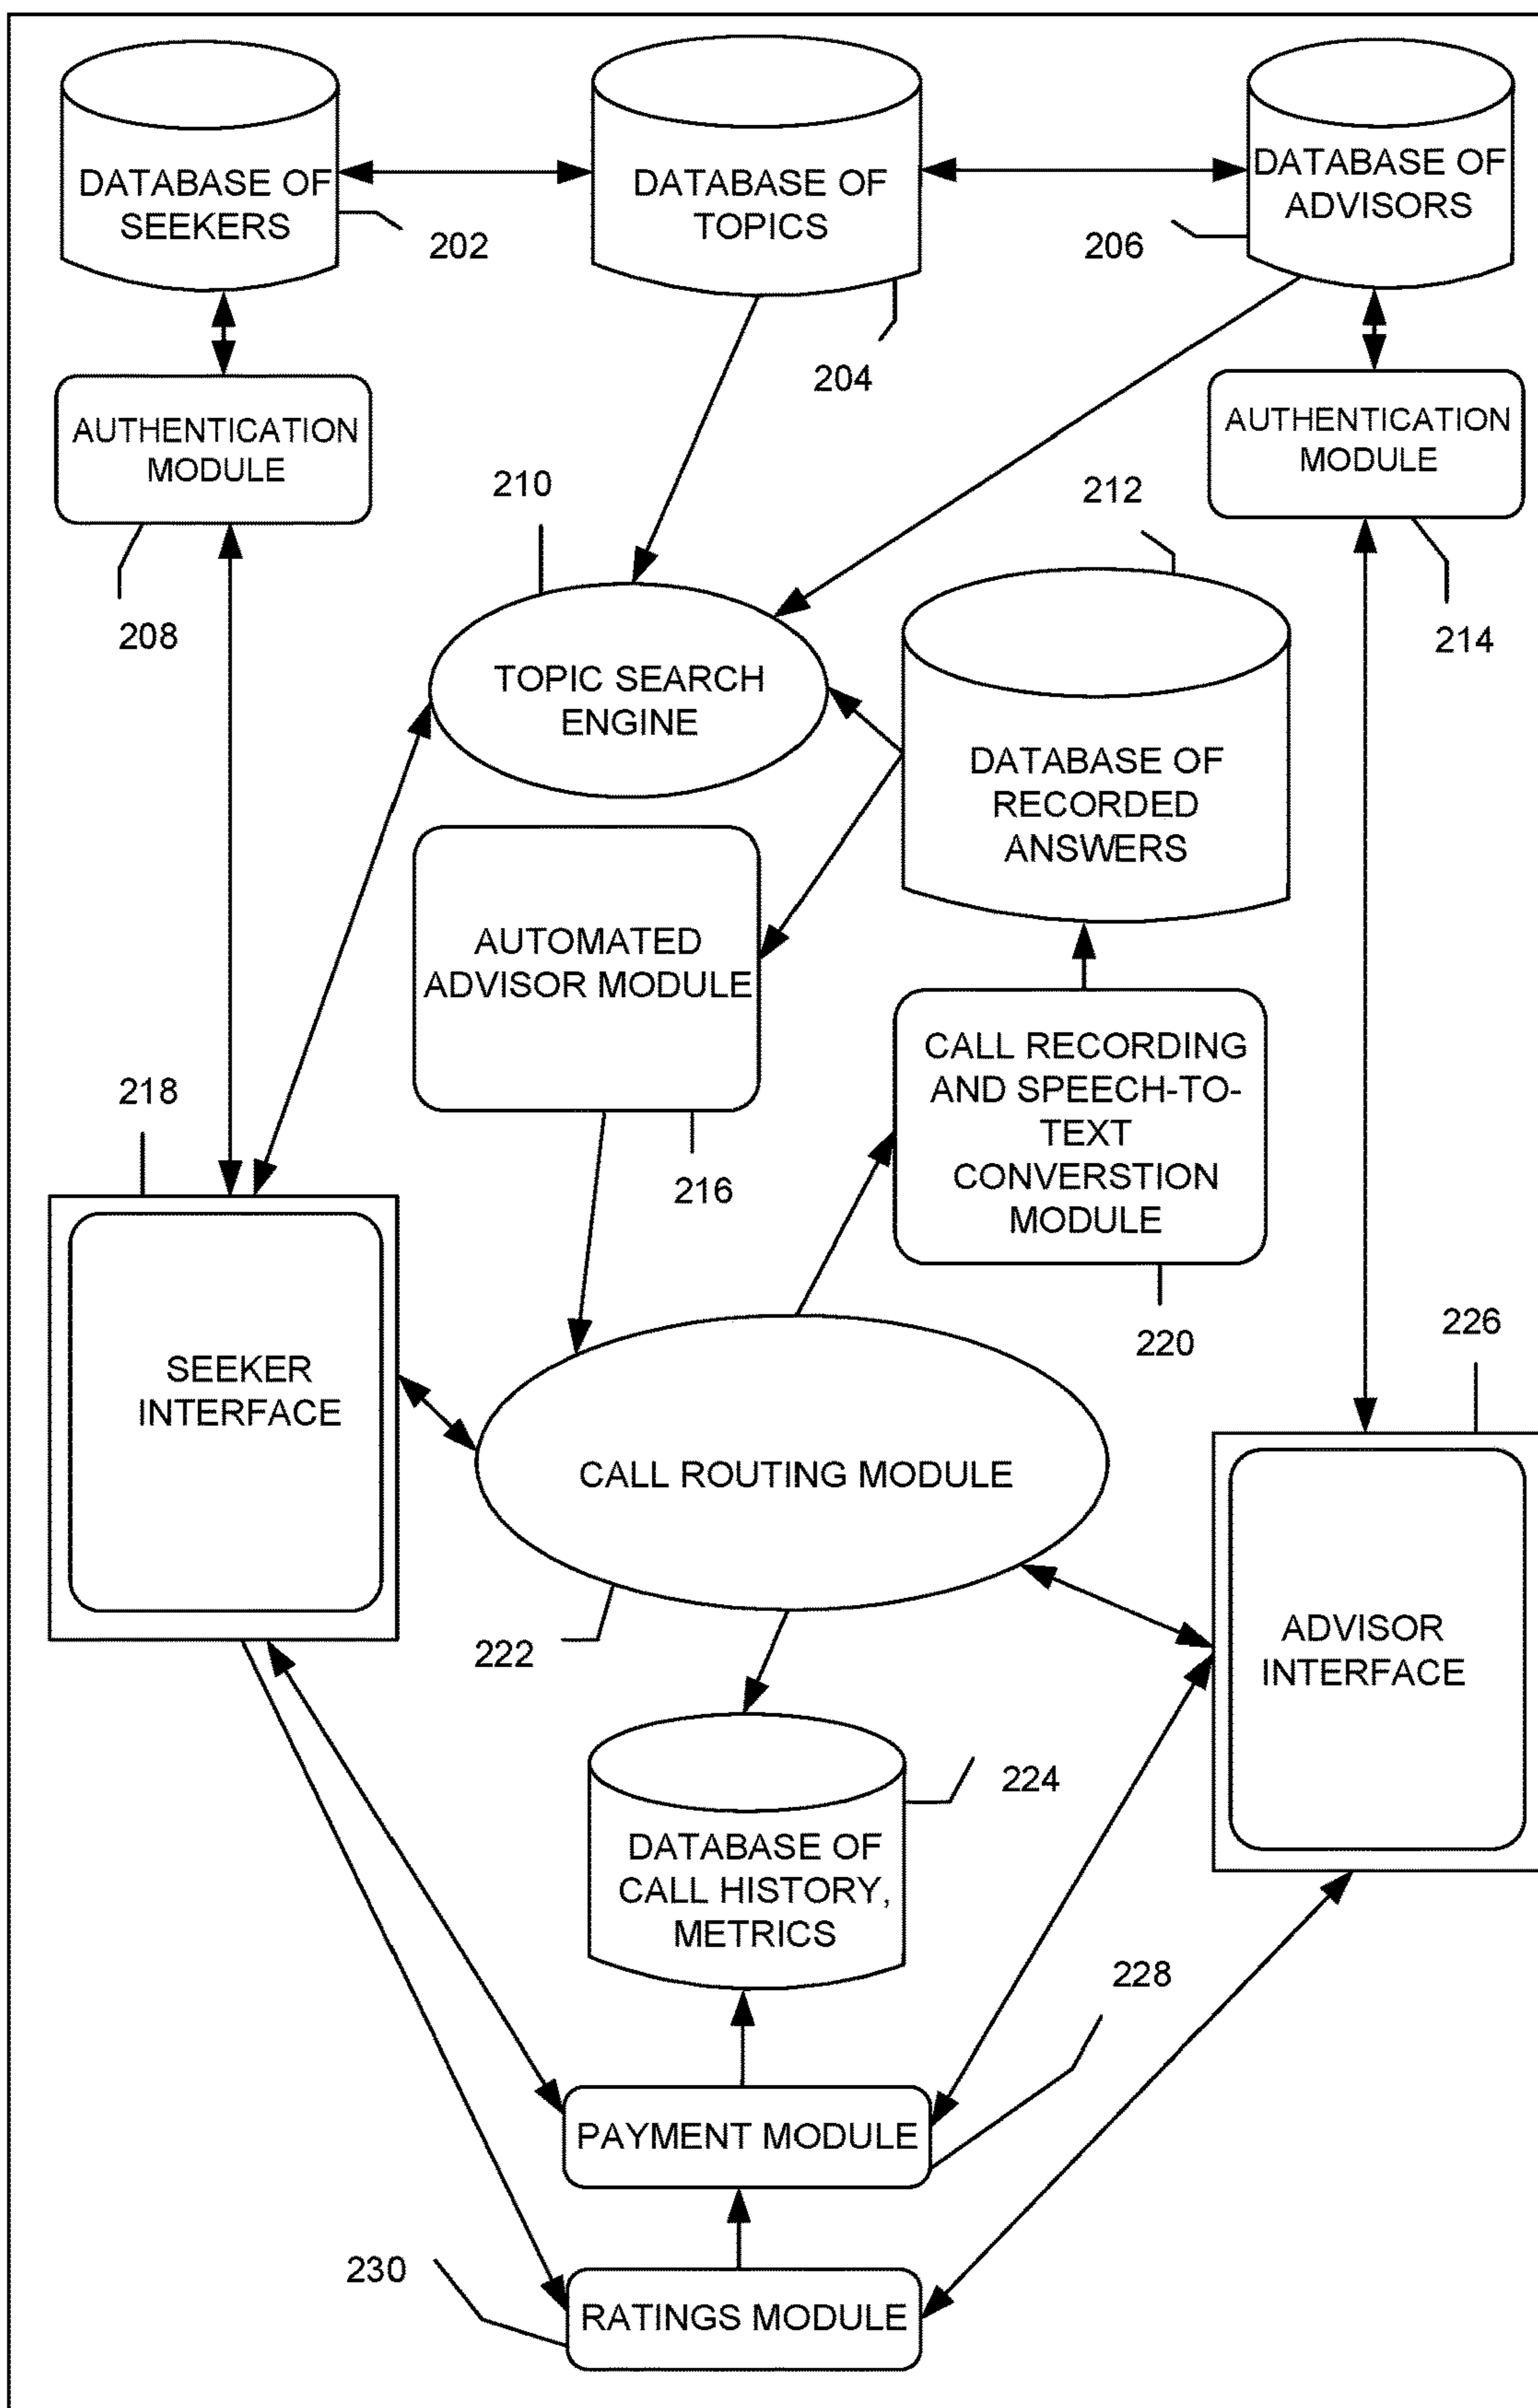 DATABASE OF
SEEKERS
202
DATABASE OF
TOPICS
204
DATABASE OF
ADVISORS
206
AUTHENTICATION
MODULE
208
AUTHENTICATION
MODULE
214
210
TOPIC SEARCH
ENGINE
212
DATABASE OF
RECORDED
ANSWERS
AUTOMATED
ADVISOR MODULE
216
CALL RECORDING
AND SPEECH-TO-
TEXT
CONVERSTION
MODULE
220
218
SEEKER
INTERFACE
CALL ROUTING MODULE
222
226
ADVISOR
INTERFACE
224
DATABASE OF
CALL HISTORY,
METRICS
228
PAYMENT MODULE
230
RATINGS MODULE